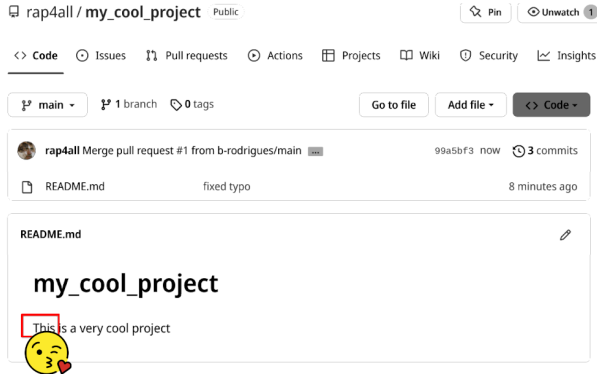 rap4all / my_cool_project Public Pin Unwatch 1
<> Code Issues Pull requests Actions Projects Wiki Security Insights
main 1 branch 0 tags Go to file Add file <> Code
rap4all Merge pull request #1 from b-rodrigues/main ... 99a5bf3 now 3 commits
README.md fixed typo 8 minutes ago
README.md
my_cool_project
This is a very cool project